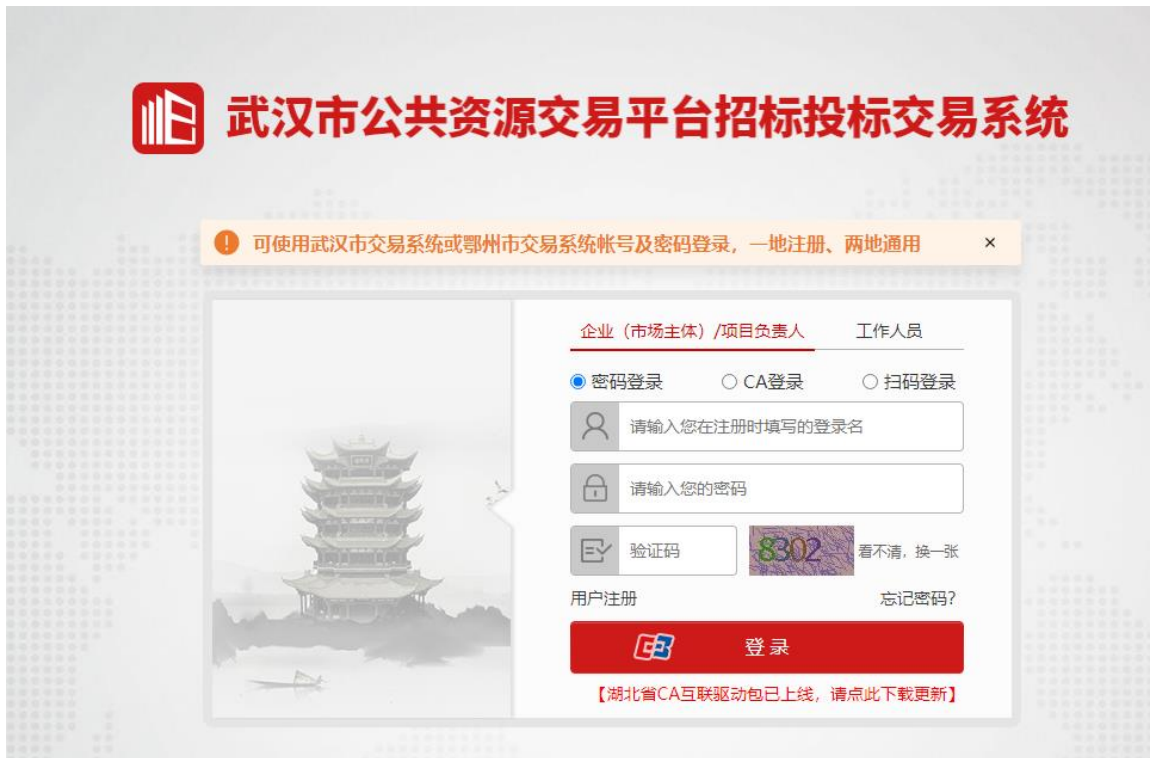 武汉市公共资源交易平台招标投标交易系统
可使用武汉市交易系统或鄂州市交易系统帐号及密码登录，一地注册、两地通用 ×
企业（市场主体）/项目负责人 工作人员
密码登录 CA登录 扫码登录
请输入您在注册时填写的登录名
请输入您的密码
验证码 8302 看不清，换一张
用户注册 忘记密码?
登录
【湖北省CA互联驱动包已上线，请点此下载更新】